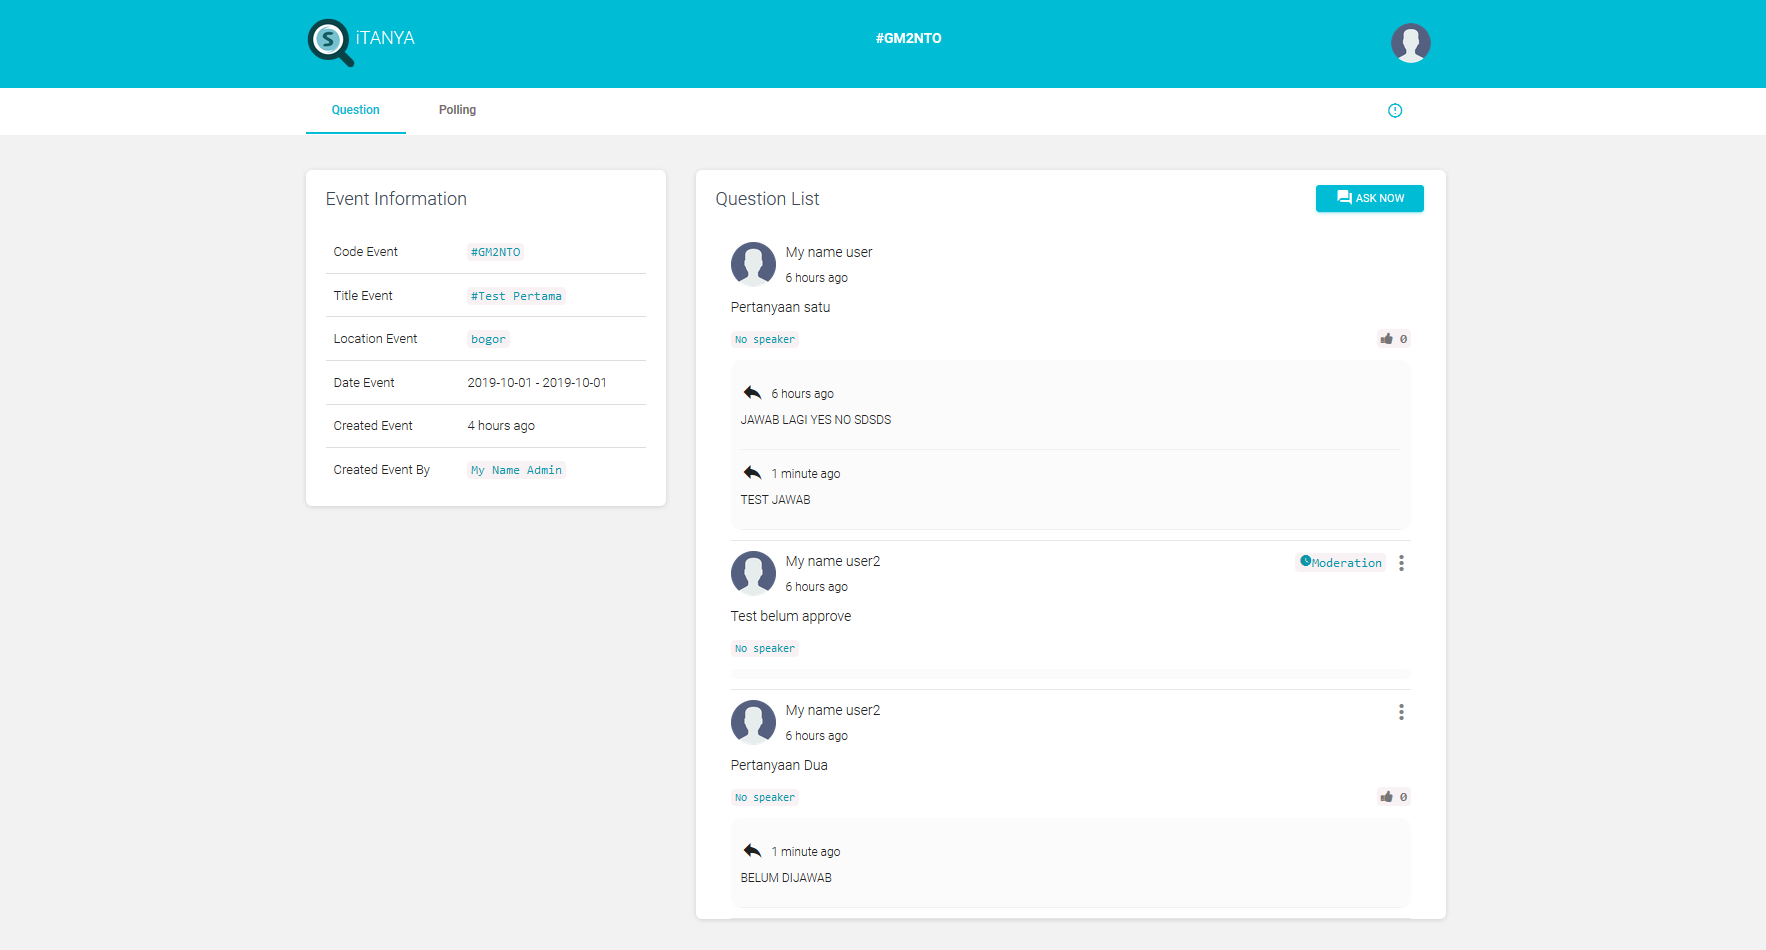 iTANYA
#GM2NTO
Question
Polling
Event Information
Code Event #GM2NTO
Title Event #Test Pertama
Location Event bogor
Date Event 2019-10-01 - 2019-10-01
Created Event 4 hours ago
Created Event By My Name Admin
Question List
ASK NOW
My name user
6 hours ago
Pertanyaan satu
No speaker
0
6 hours ago
JAWAB LAGI YES NO SDSDS
1 minute ago
TEST JAWAB
My name user2
Moderation
6 hours ago
Test belum approve
No speaker
My name user2
6 hours ago
Pertanyaan Dua
No speaker
0
1 minute ago
BELUM DIJAWAB